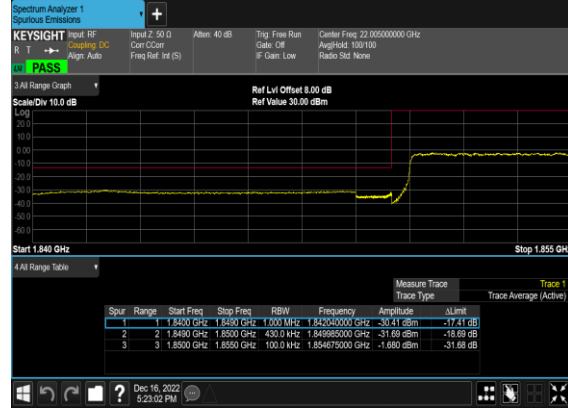 Spectrum Analyzer 1
Spurious Emissions
+
KEYSIGHT Input: RF Input Z: 50 Ω Atten: 40 dB Trig: Free Run Center Freq: 22.005000000 GHz
R T Coupling: DC Corr CCorr Gate: Off Avg|Hold: 100/100
Align: Auto Freq Ref: Int (S) IF Gain: Low Radio Std: None
PASS
3 All Range Graph
Ref Lvl Offset 8.00 dB
Scale/Div 10.0 dB Ref Value 30.00 dBm
Log
20.0
10.0
0.00
-10.0
-20.0
-30.0
-40.0
-50.0
-60.0
Start 1.840 GHz Stop 1.855 GH
4 All Range Table
Measure Trace Trace 1
Trace Type Trace Average (Active)
Spur Range Start Freq Stop Freq RBW Frequency Amplitude ΔLimit
1 1 1.8400 GHz 1.8490 GHz 1.000 MHz 1.842040000 GHz -30.41 dBm -17.41 dB
2 2 1.8490 GHz 1.8500 GHz 430.0 kHz 1.849985000 GHz -31.69 dBm -18.69 dB
3 3 1.8500 GHz 1.8550 GHz 100.0 kHz 1.854675000 GHz -1.680 dBm -31.68 dB
? Dec 16, 2022
5:23:02 PM